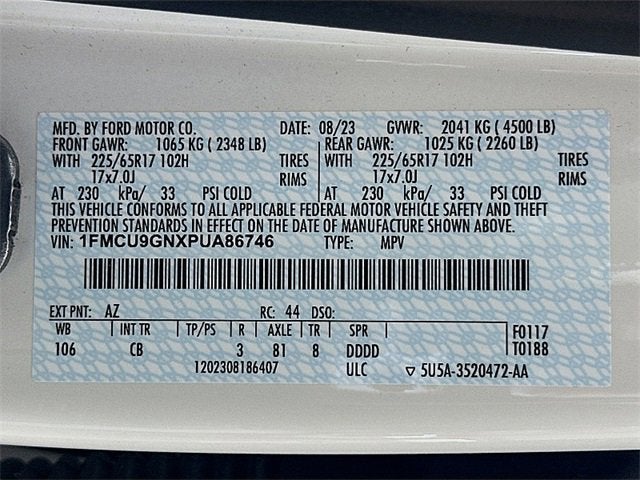 MFD. BY FORD MOTOR CO. DATE: 08/23 GVWR: 2041 KG ( 4500 LB)
FRONT GAWR: 1065 KG ( 2348 LB) REAR GAWR: 1025 KG ( 2260 LB)
WITH 225/65R17 102H TIRES WITH 225/65R17 102H TIRES
17x7.0J RIMS 17x7.0J RIMS
AT 230 kPa/ 33 PSI COLD AT 230 kPa/ 33 PSI COLD
THIS VEHICLE CONFORMS TO ALL APPLICABLE FEDERAL MOTOR VEHICLE SAFETY AND THEFT
PREVENTION STANDARDS IN EFFECT ON THE DATE OF MANUFACTURE SHOWN ABOVE.
VIN: 1FMCU9GNXPUA86746 TYPE: MPV
EXT PNT: AZ RC: 44 DSO:
WB INT TR TP/PS R AXLE TR SPR F0117
106 CB 3 81 8 DDDD T0188
1202308186407 ULC ▽ 5U5A-3520472-AA